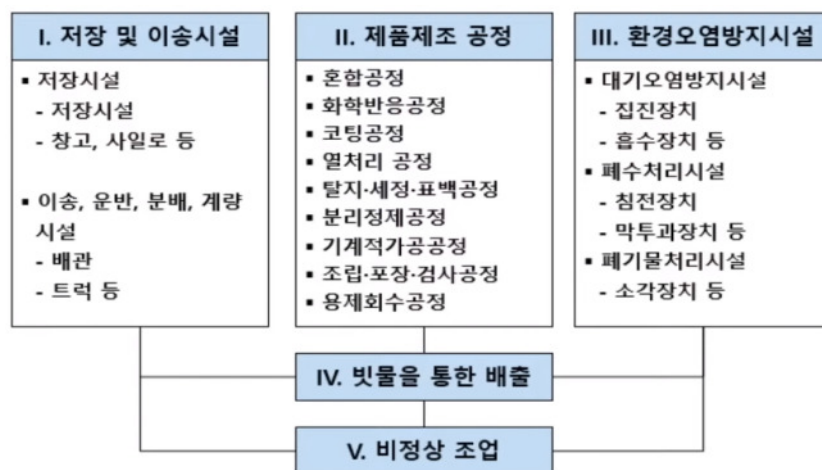 I. 저장 및 이송시설
▪ 저장시설
- 저장시설
- 창고, 사일로 등
▪ 이송, 운반, 분배, 계량
시설
- 배관
- 트럭 등
II. 제품제조 공정
▪ 혼합공정
▪ 화학반응공정
▪ 코팅공정
▪ 열처리 공정
▪ 탈지·세정·표백공정
▪ 분리정제공정
▪ 기계적가공공정
▪ 조립·포장·검사공정
▪ 용제회수공정
III. 환경오염방지시설
▪ 대기오염방지시설
- 집진장치
- 흡수장치 등
▪ 폐수처리시설
- 침전장치
- 막투과장치 등
▪ 폐기물처리시설
- 소각장치 등
IV. 빗물을 통한 배출
V. 비정상 조업